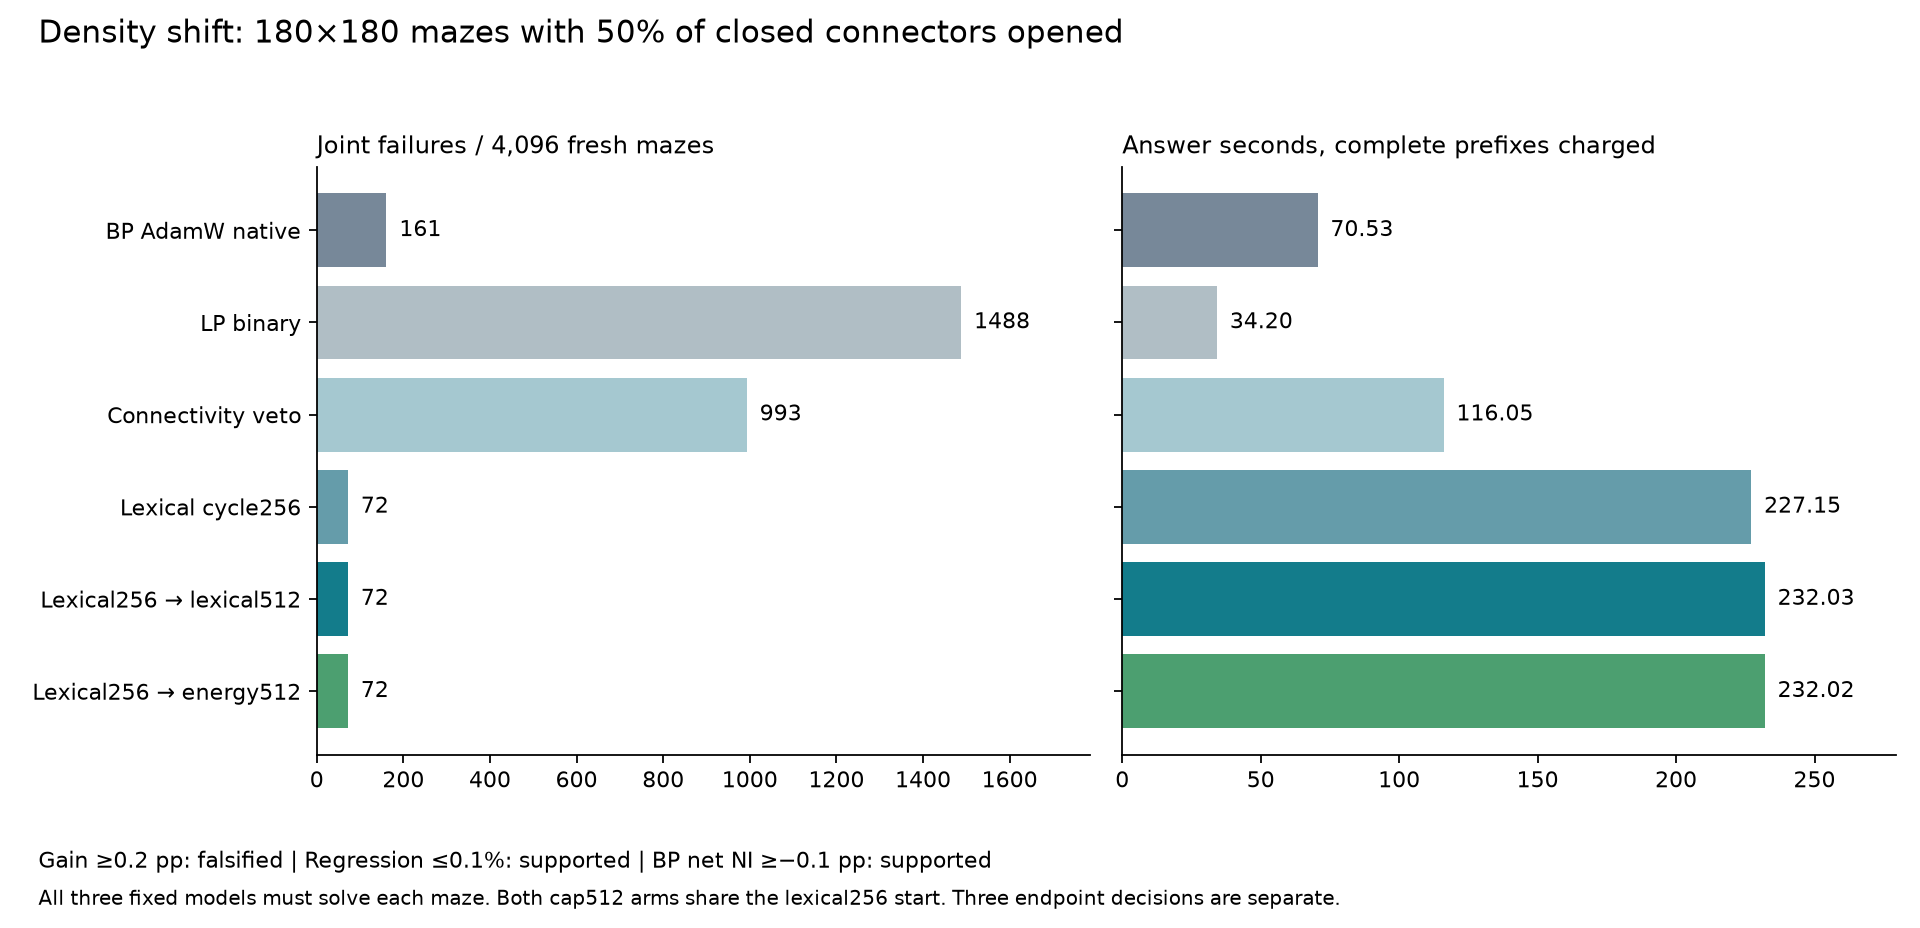 Density shift: 180×180 mazes with 50% of closed connectors opened
Joint failures / 4,096 fresh mazes
BP AdamW native
161
LP binary
1488
Connectivity veto
993
Lexical cycle256
72
Lexical256 → lexical512
72
Lexical256 → energy512
72
0 200 400 600 800 1000 1200 1400 1600
Answer seconds, complete prefixes charged
70.53
34.20
116.05
227.15
232.03
232.02
0 50 100 150 200 250
Gain ≥0.2 pp: falsified | Regression ≤0.1%: supported | BP net NI ≥−0.1 pp: supported
All three fixed models must solve each maze. Both cap512 arms share the lexical256 start. Three endpoint decisions are separate.